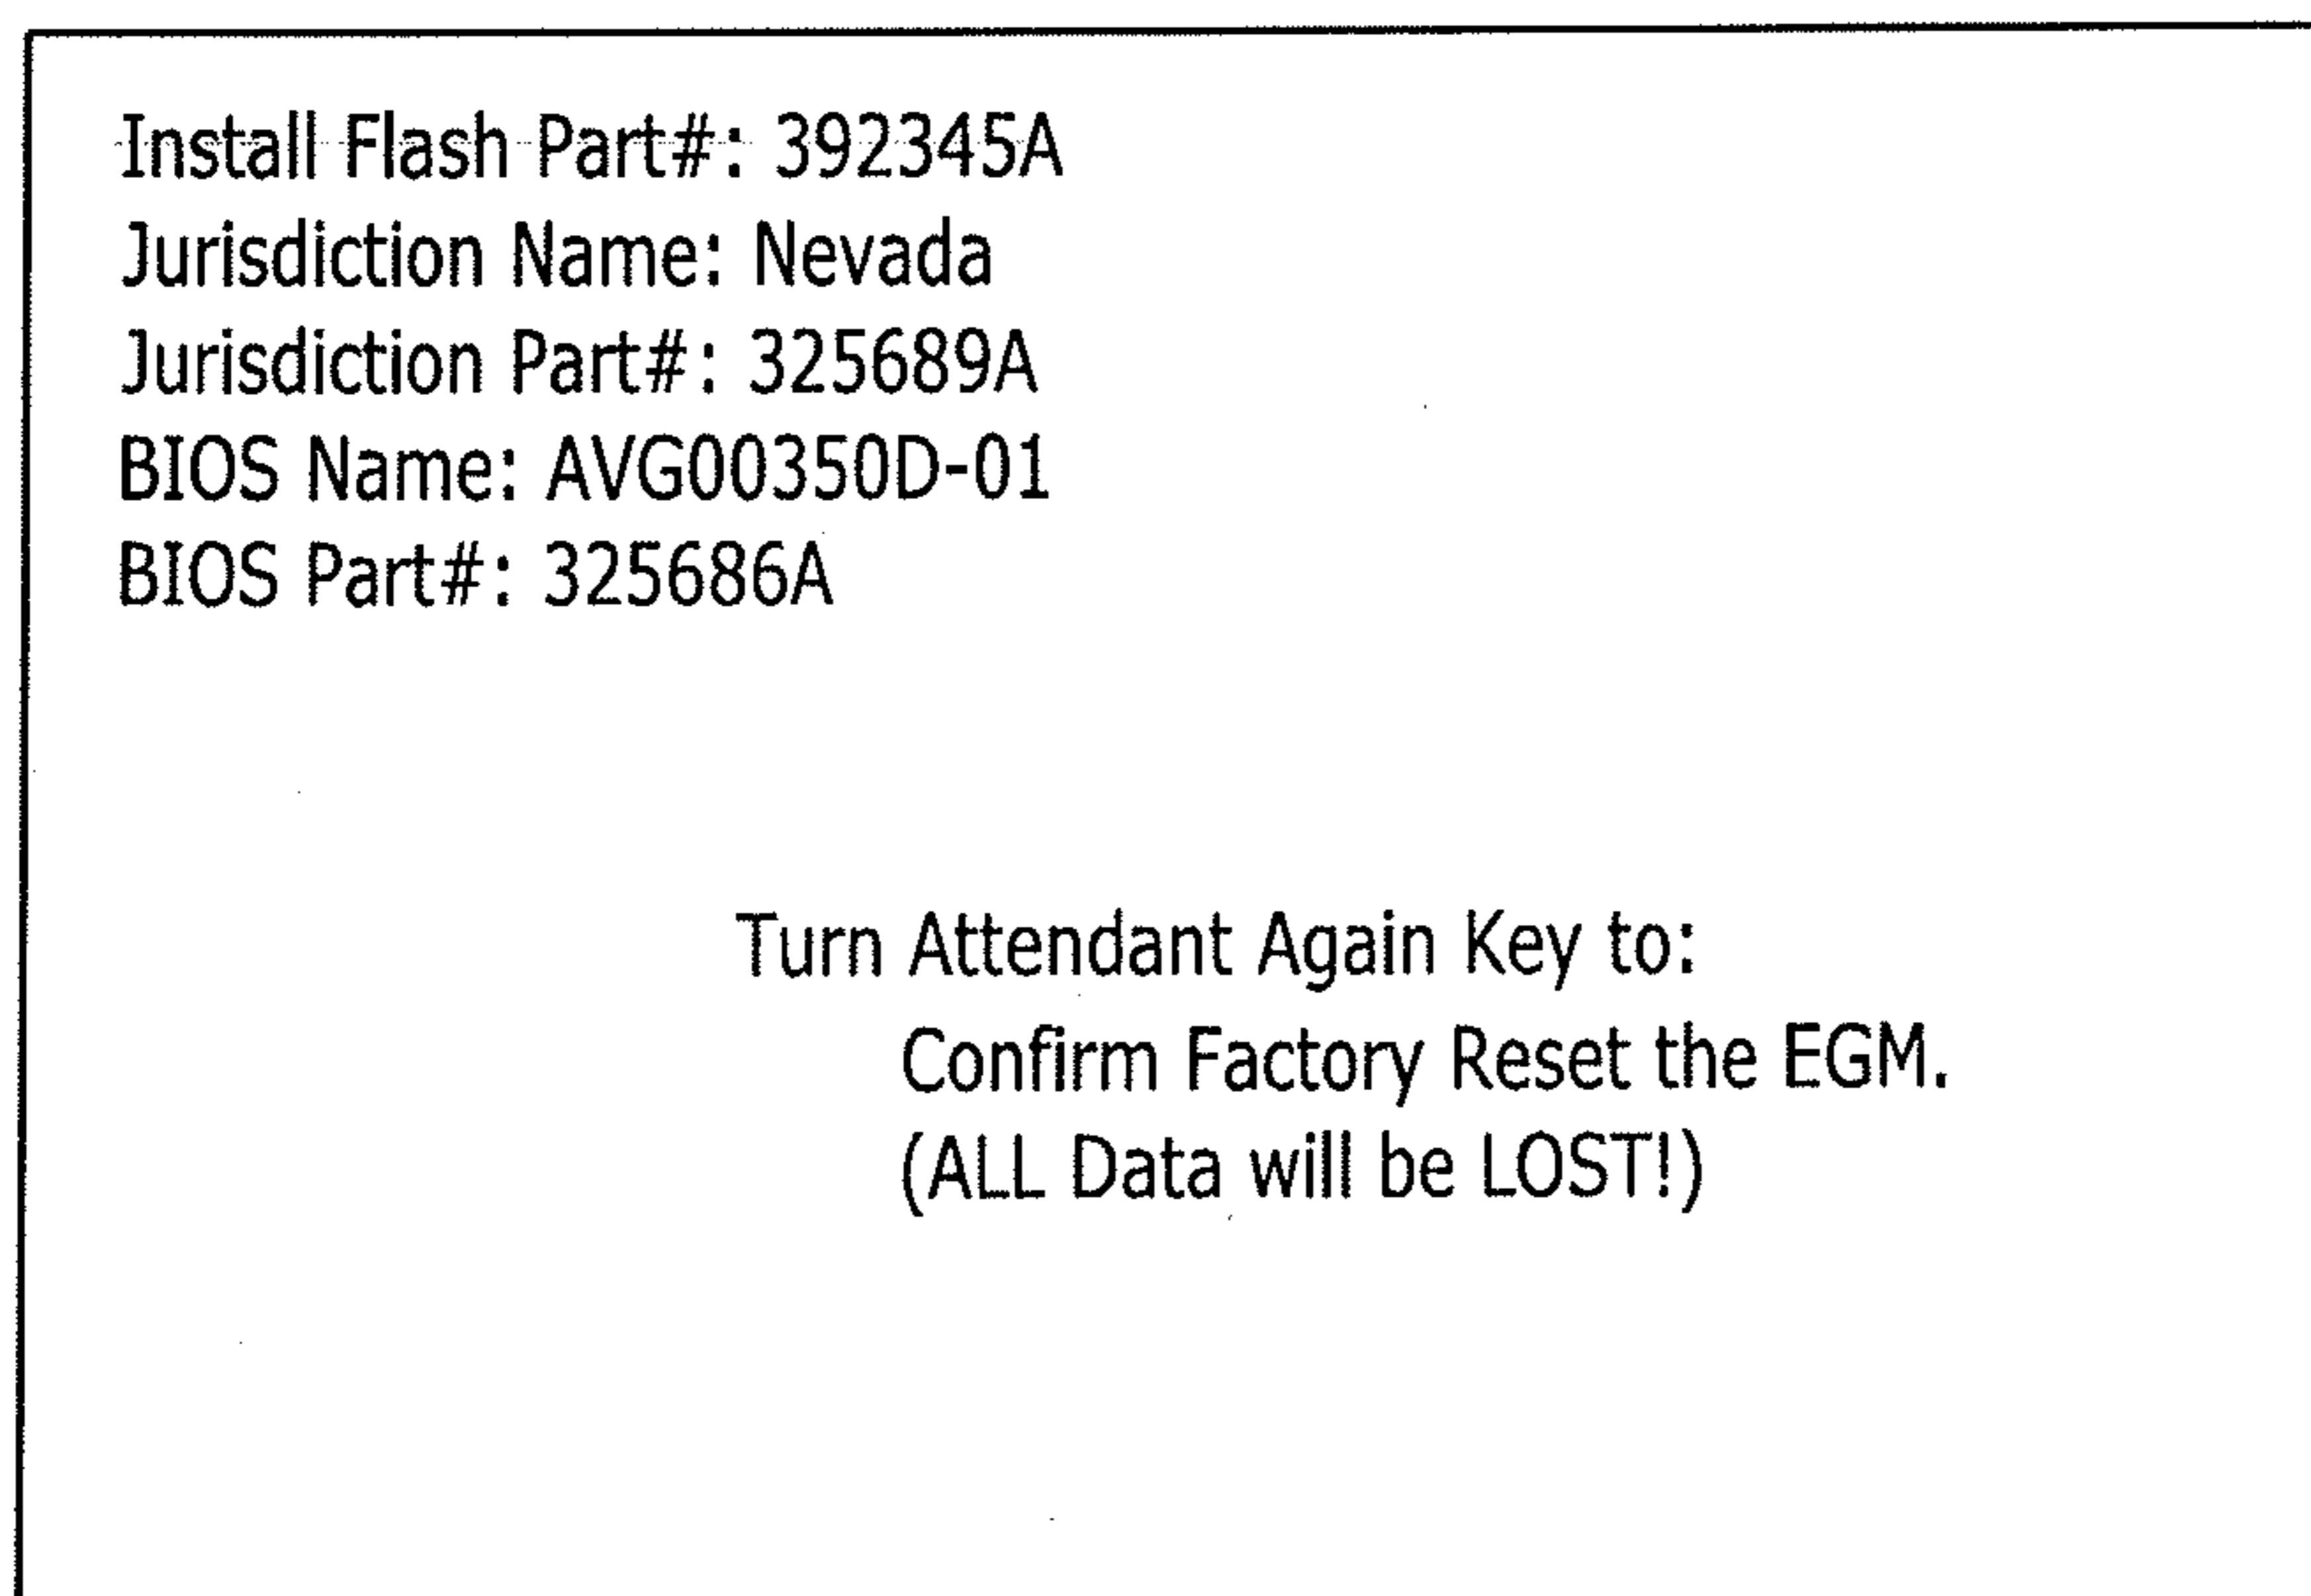 Install Flash Part#: 392345A
Jurisdiction Name: Nevada
Jurisdiction Part#: 325689A
BIOS Name: AVG00350D-01
BIOS Part#: 325686A
Turn Attendant Again Key to:
Confirm Factory Reset the EGM.
(ALL Data will be LOST!)